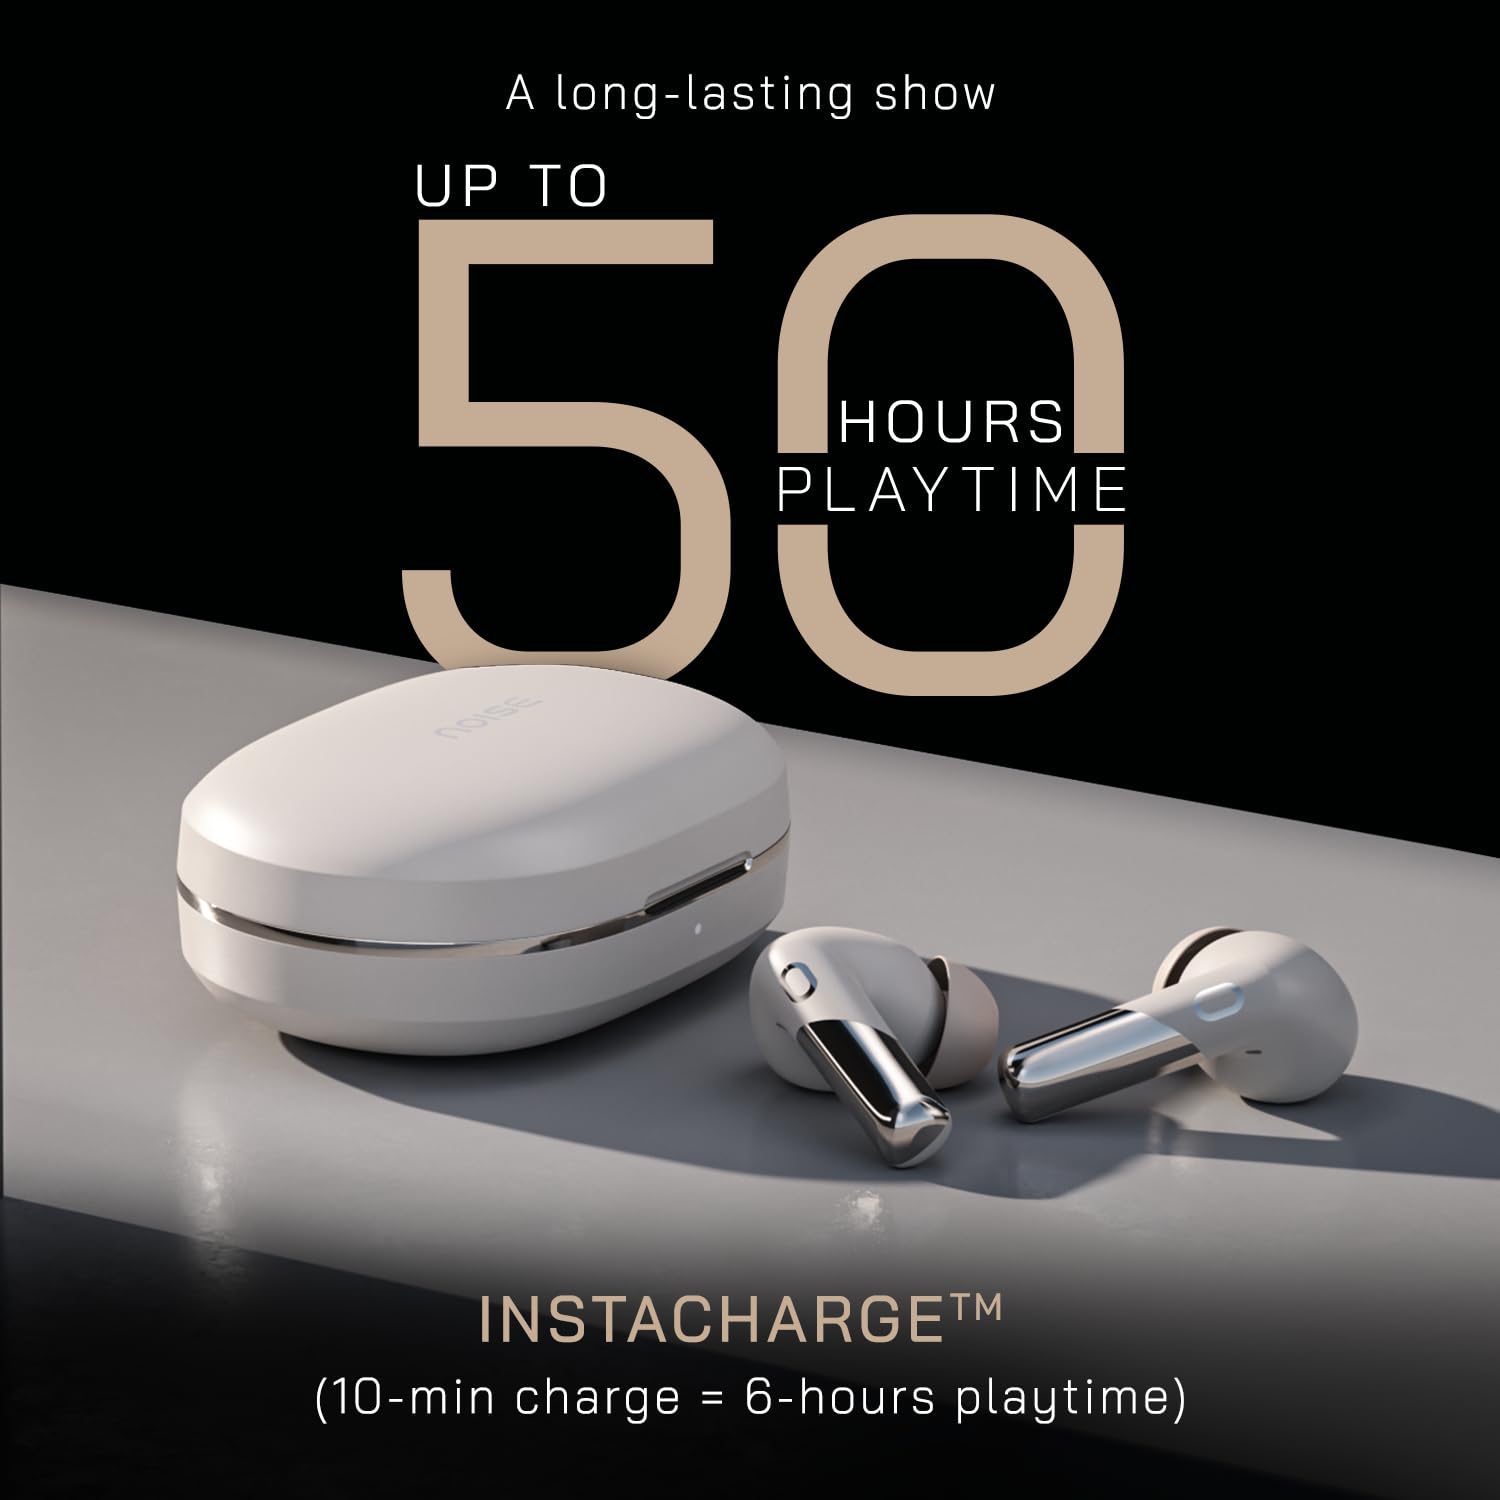 A long-lasting show
UP TO
50
HOURS
PLAYTIME
NOISE
INSTACHARGE™
(10-min charge = 6-hours playtime)